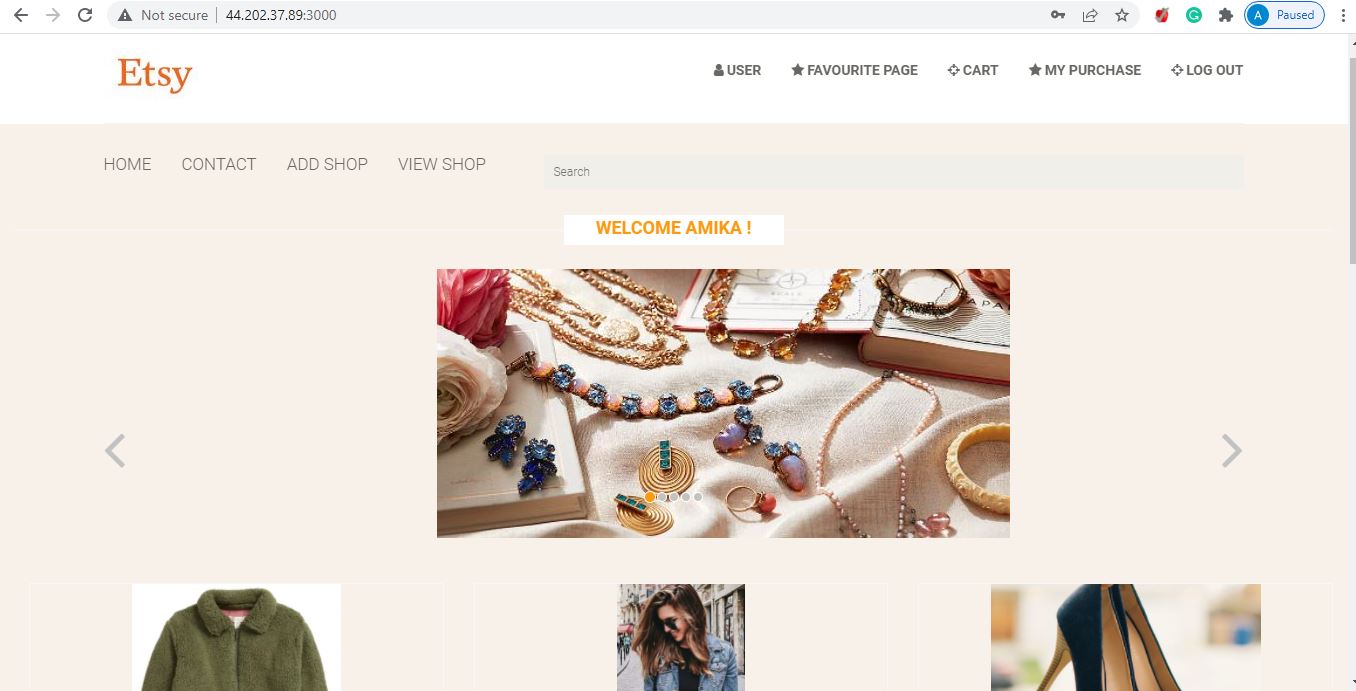 Not secure 44.202.37.89:3000
A Paused
Etsy
USER FAVOURITE PAGE CART MY PURCHASE LOG OUT
HOME CONTACT ADD SHOP VIEW SHOP Search
WELCOME AMIKA !